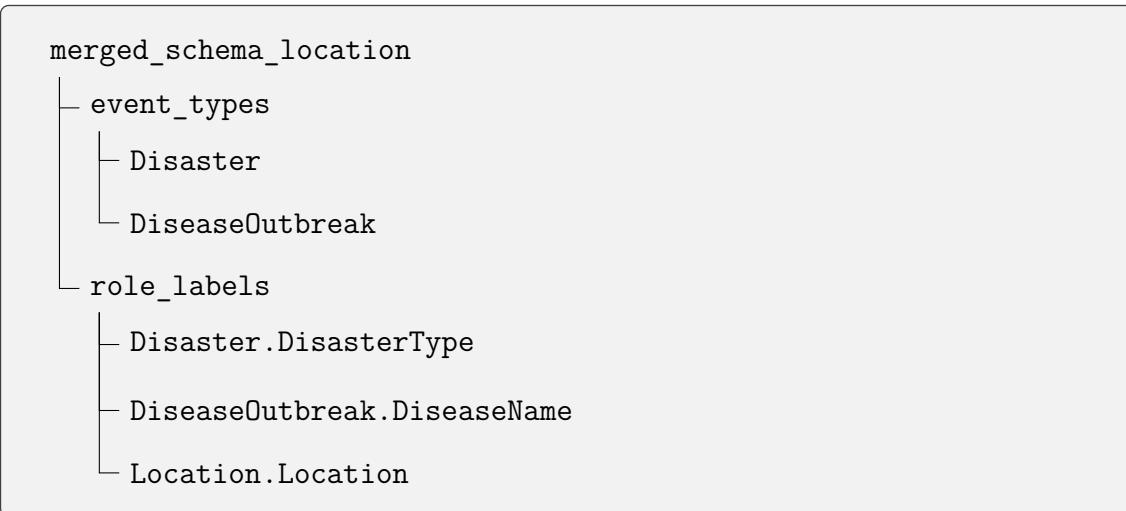 merged_schema_location
event_types
Disaster
DiseaseOutbreak
role_labels
Disaster.DisasterType
DiseaseOutbreak.DiseaseName
Location.Location